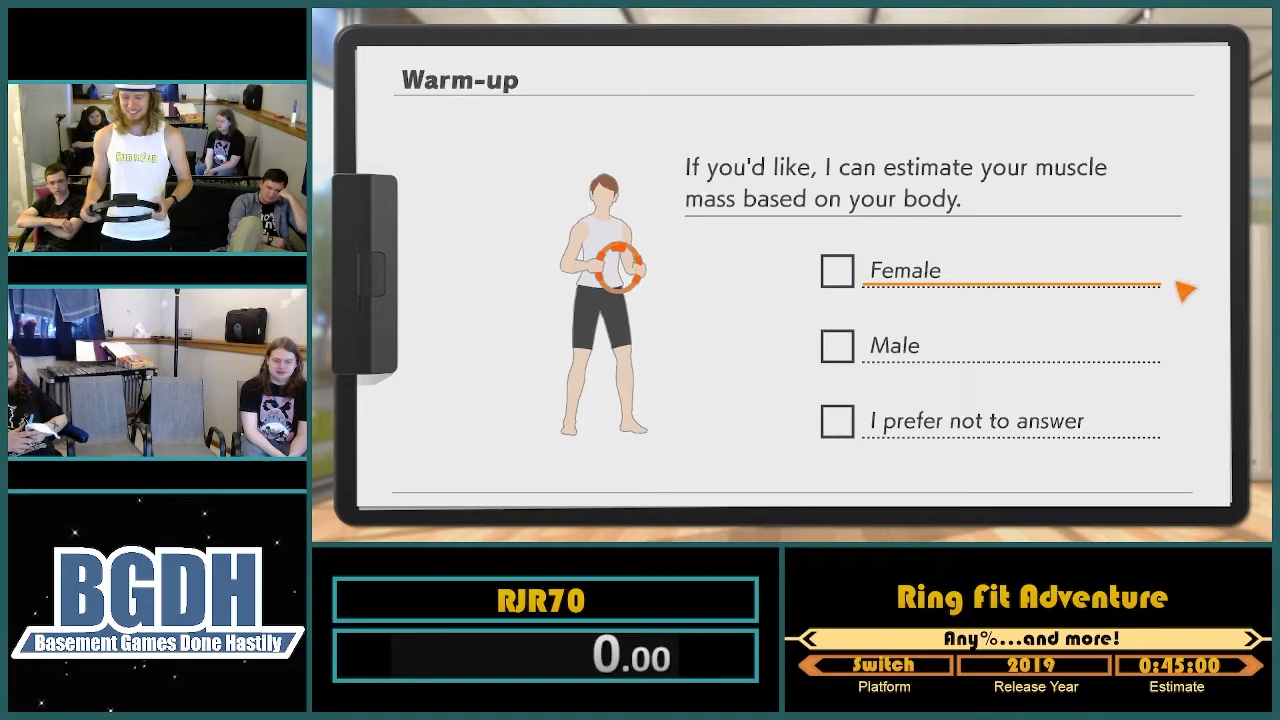 Warm-up
If you'd like, I can estimate your muscle
mass based on your body.
Female
Male
I prefer not to answer
BGDH
Basement Games Done Hastily
RJR70
0.00
Ring Fit Adventure
Any%...and more!
Switch
2019
0:45:00
Platform
Release Year
Estimate